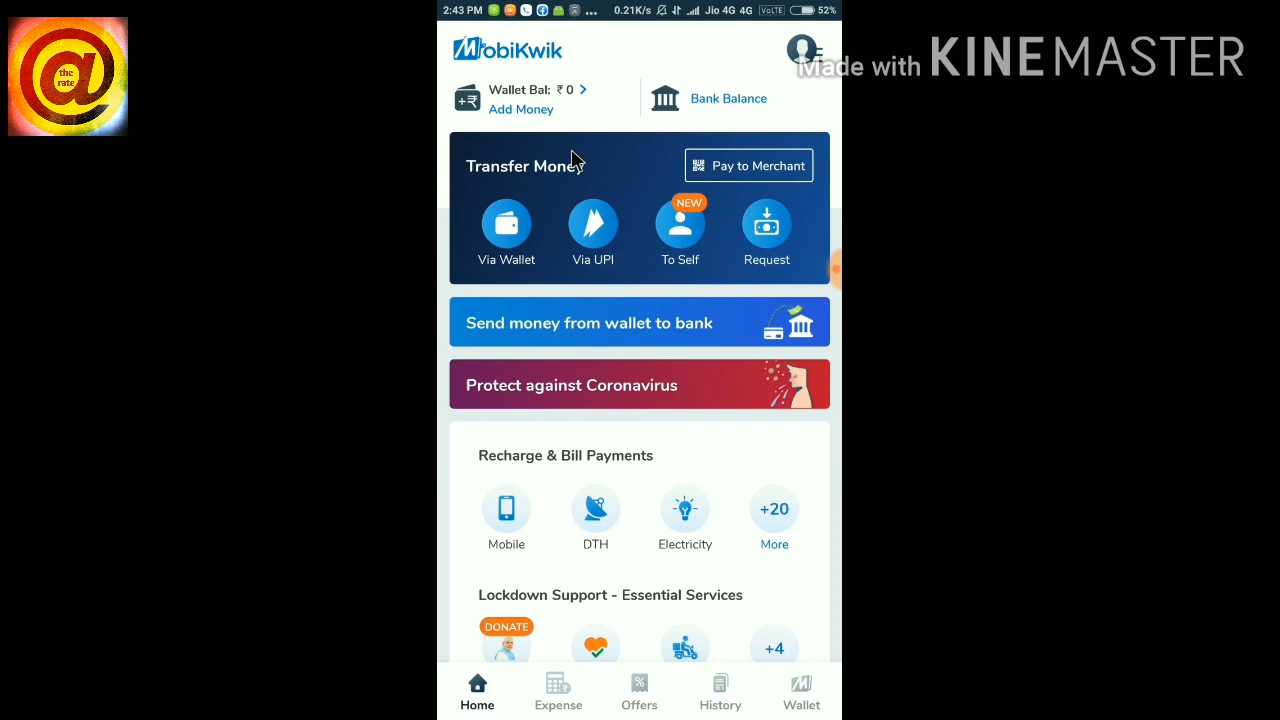 2:43 PM ... 0.21K/s Jio 4G 4G VoLTE 52%
@
the
rate
MobiKwik
Made with KINEMASTER
Wallet Bal: ₹ 0 >
Add Money
Bank Balance
Transfer Money
Pay to Merchant
NEW
Via Wallet
Via UPI
To Self
Request
Send money from wallet to bank
Protect against Coronavirus
Recharge & Bill Payments
+20
Mobile
DTH
Electricity
More
Lockdown Support - Essential Services
DONATE
+4
Home
Expense
Offers
History
Wallet